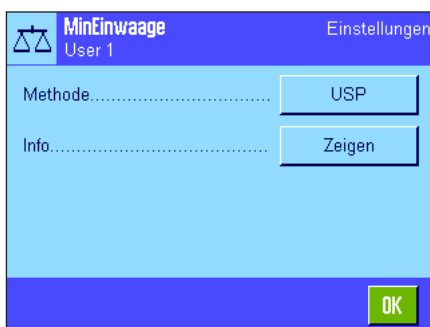 MinEinwaage
Einstellungen
User 1
Methode................................ USP
Info....................................... Zeigen
OK